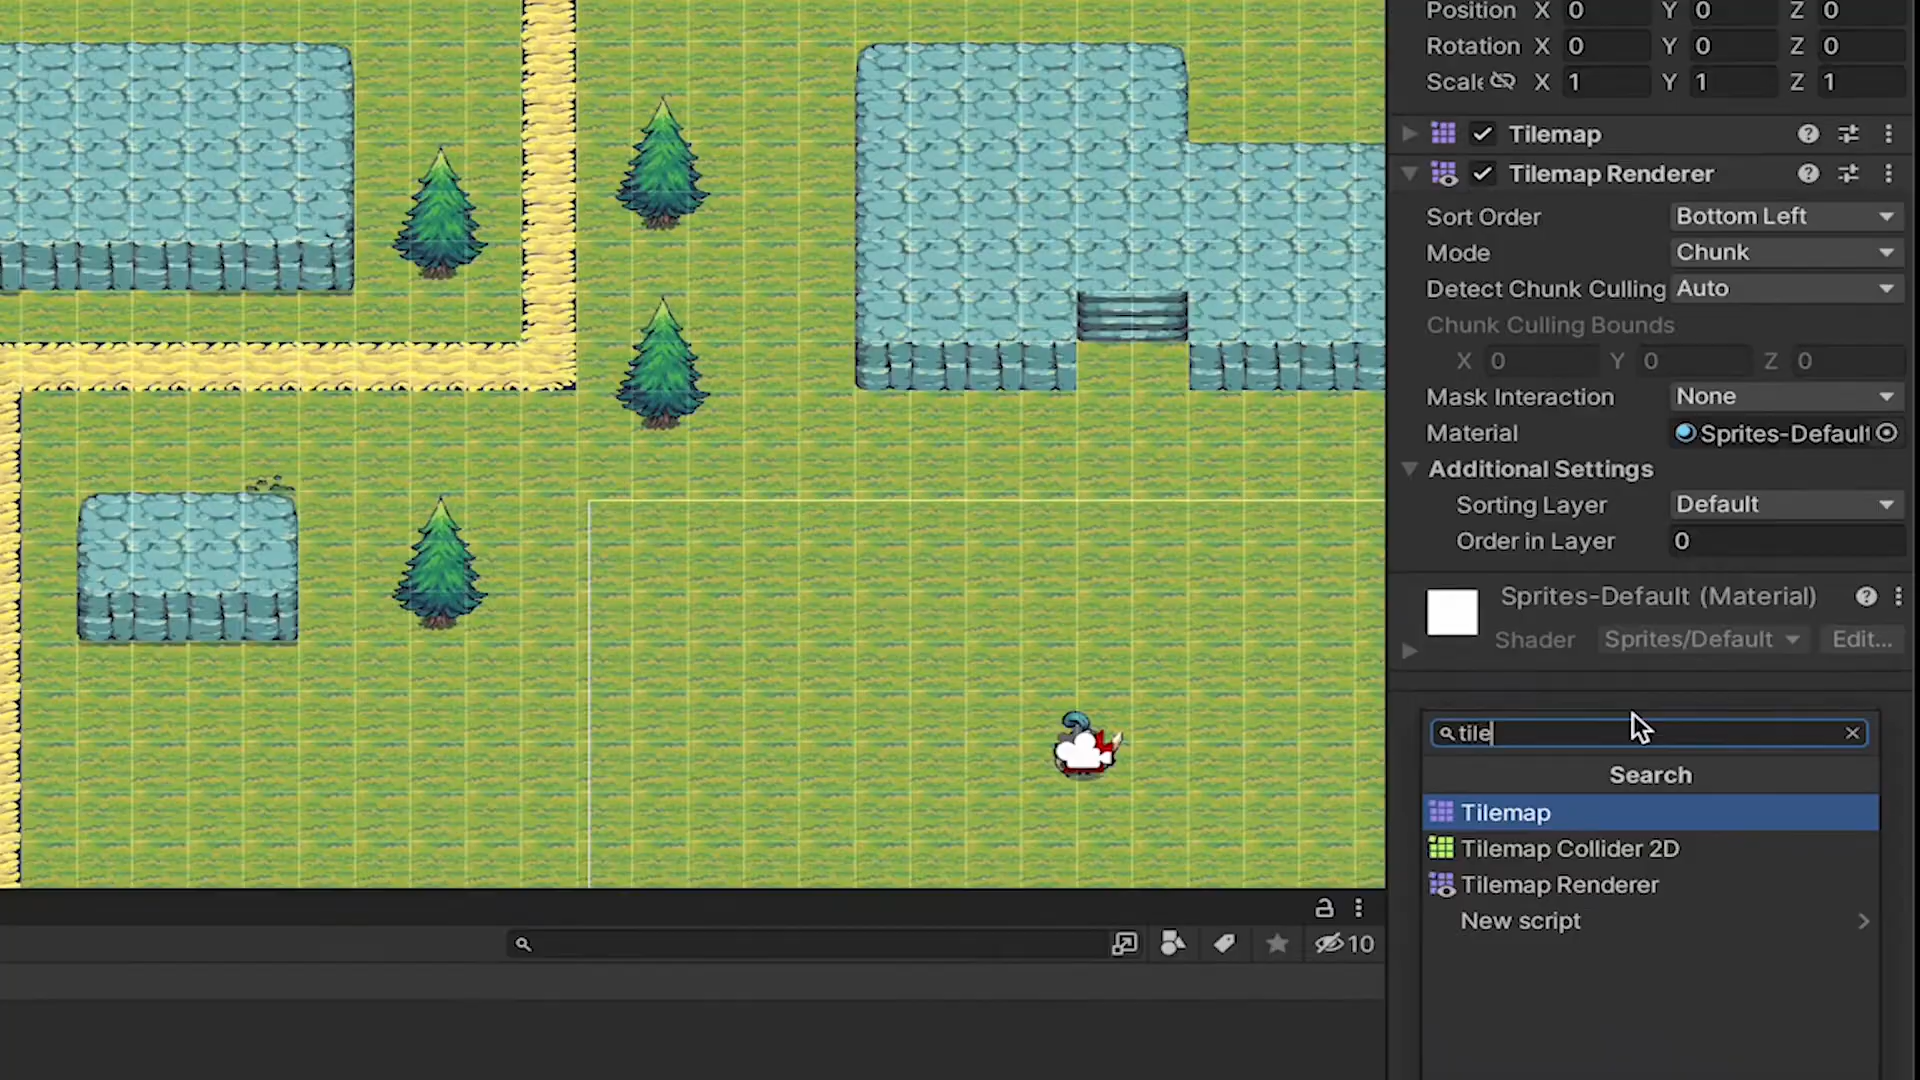 Position X 0 Y 0 Z 0
Rotation X 0 Y 0 Z 0
Scale X 1 Y 1 Z 1
Tilemap
Tilemap Renderer
Sort Order Bottom Left
Mode Chunk
Detect Chunk Culling Auto
Chunk Culling Bounds
X 0 Y 0 Z 0
Mask Interaction None
Material Sprites-Default
Additional Settings
Sorting Layer Default
Order in Layer 0
Sprites-Default (Material)
Shader Sprites/Default Edit...
tile
Search
Tilemap
Tilemap Collider 2D
Tilemap Renderer
New script
10